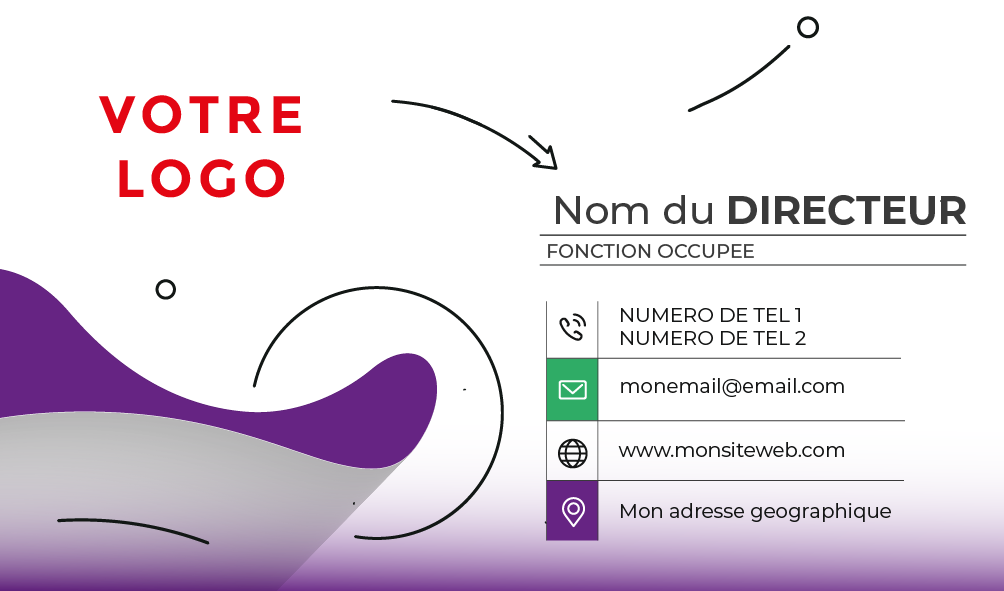 VOTRE
LOGO
Nom du DIRECTEUR
FONCTION OCCUPEE
NUMERO DE TEL 1
NUMERO DE TEL 2
monemail@email.com
www.monsiteweb.com
Mon adresse geographique